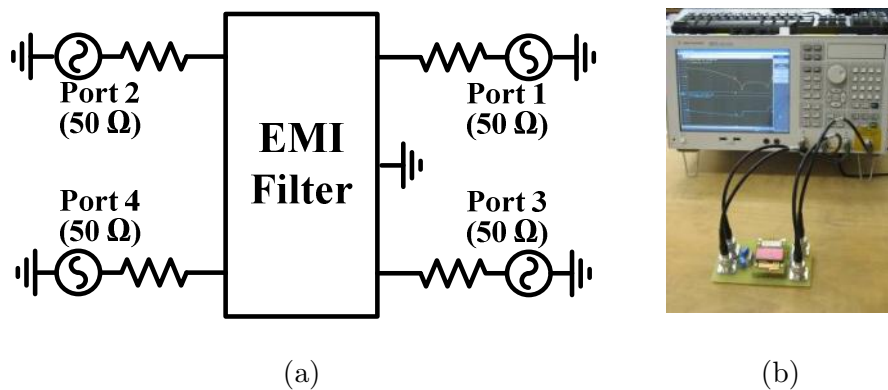 Port 2
(50 Ω)
Port 1
(50 Ω)
EMI
Filter
Port 4
(50 Ω)
Port 3
(50 Ω)
(a)
(b)